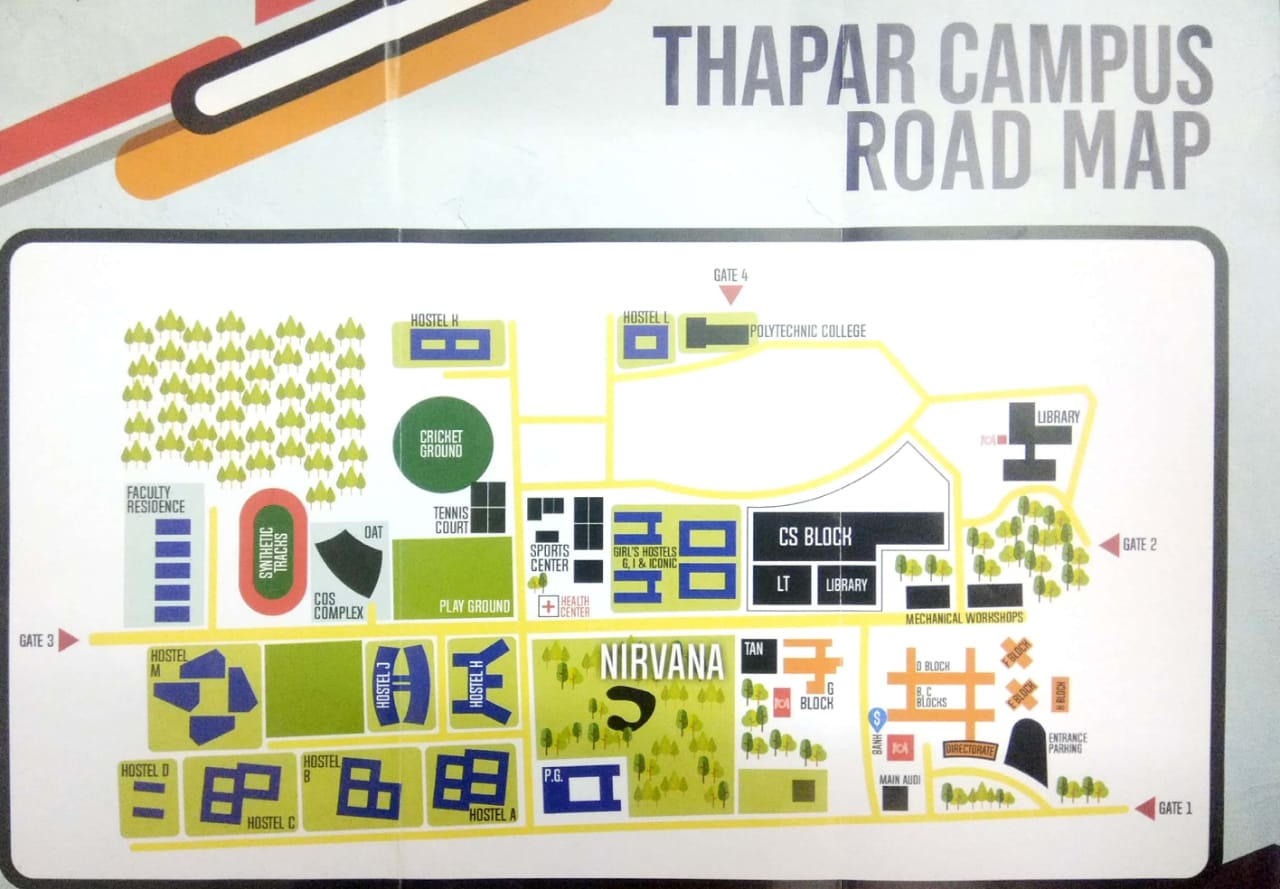 THAPAR CAMPUS
ROAD MAP
GATE 4
HOSTEL K
HOSTEL L
POLYTECHNIC COLLEGE
CRICKET
GROUND
LIBRARY
FACULTY
RESIDENCE
SYNTHETIC
TRACKS
OAT
COS
COMPLEX
TENNIS
COURT
PLAY GROUND
SPORTS
CENTER
HEALTH
CENTER
GIRL'S HOSTELS
G, I & ICONIC
CS BLOCK
LT
LIBRARY
GATE 2
MECHANICAL WORKSHOPS
GATE 3
HOSTEL
M
HOSTEL J
HOSTEL H
NIRVANA
TAN
G
BLOCK
D BLOCK
B, C
BLOCKS
F BLOCK
E BLOCK
H BLOCK
$
BANK
DIRECTORATE
ENTRANCE
PARKING
HOSTEL D
HOSTEL C
HOSTEL
B
HOSTEL A
P.G.
MAIN AUDI
GATE 1